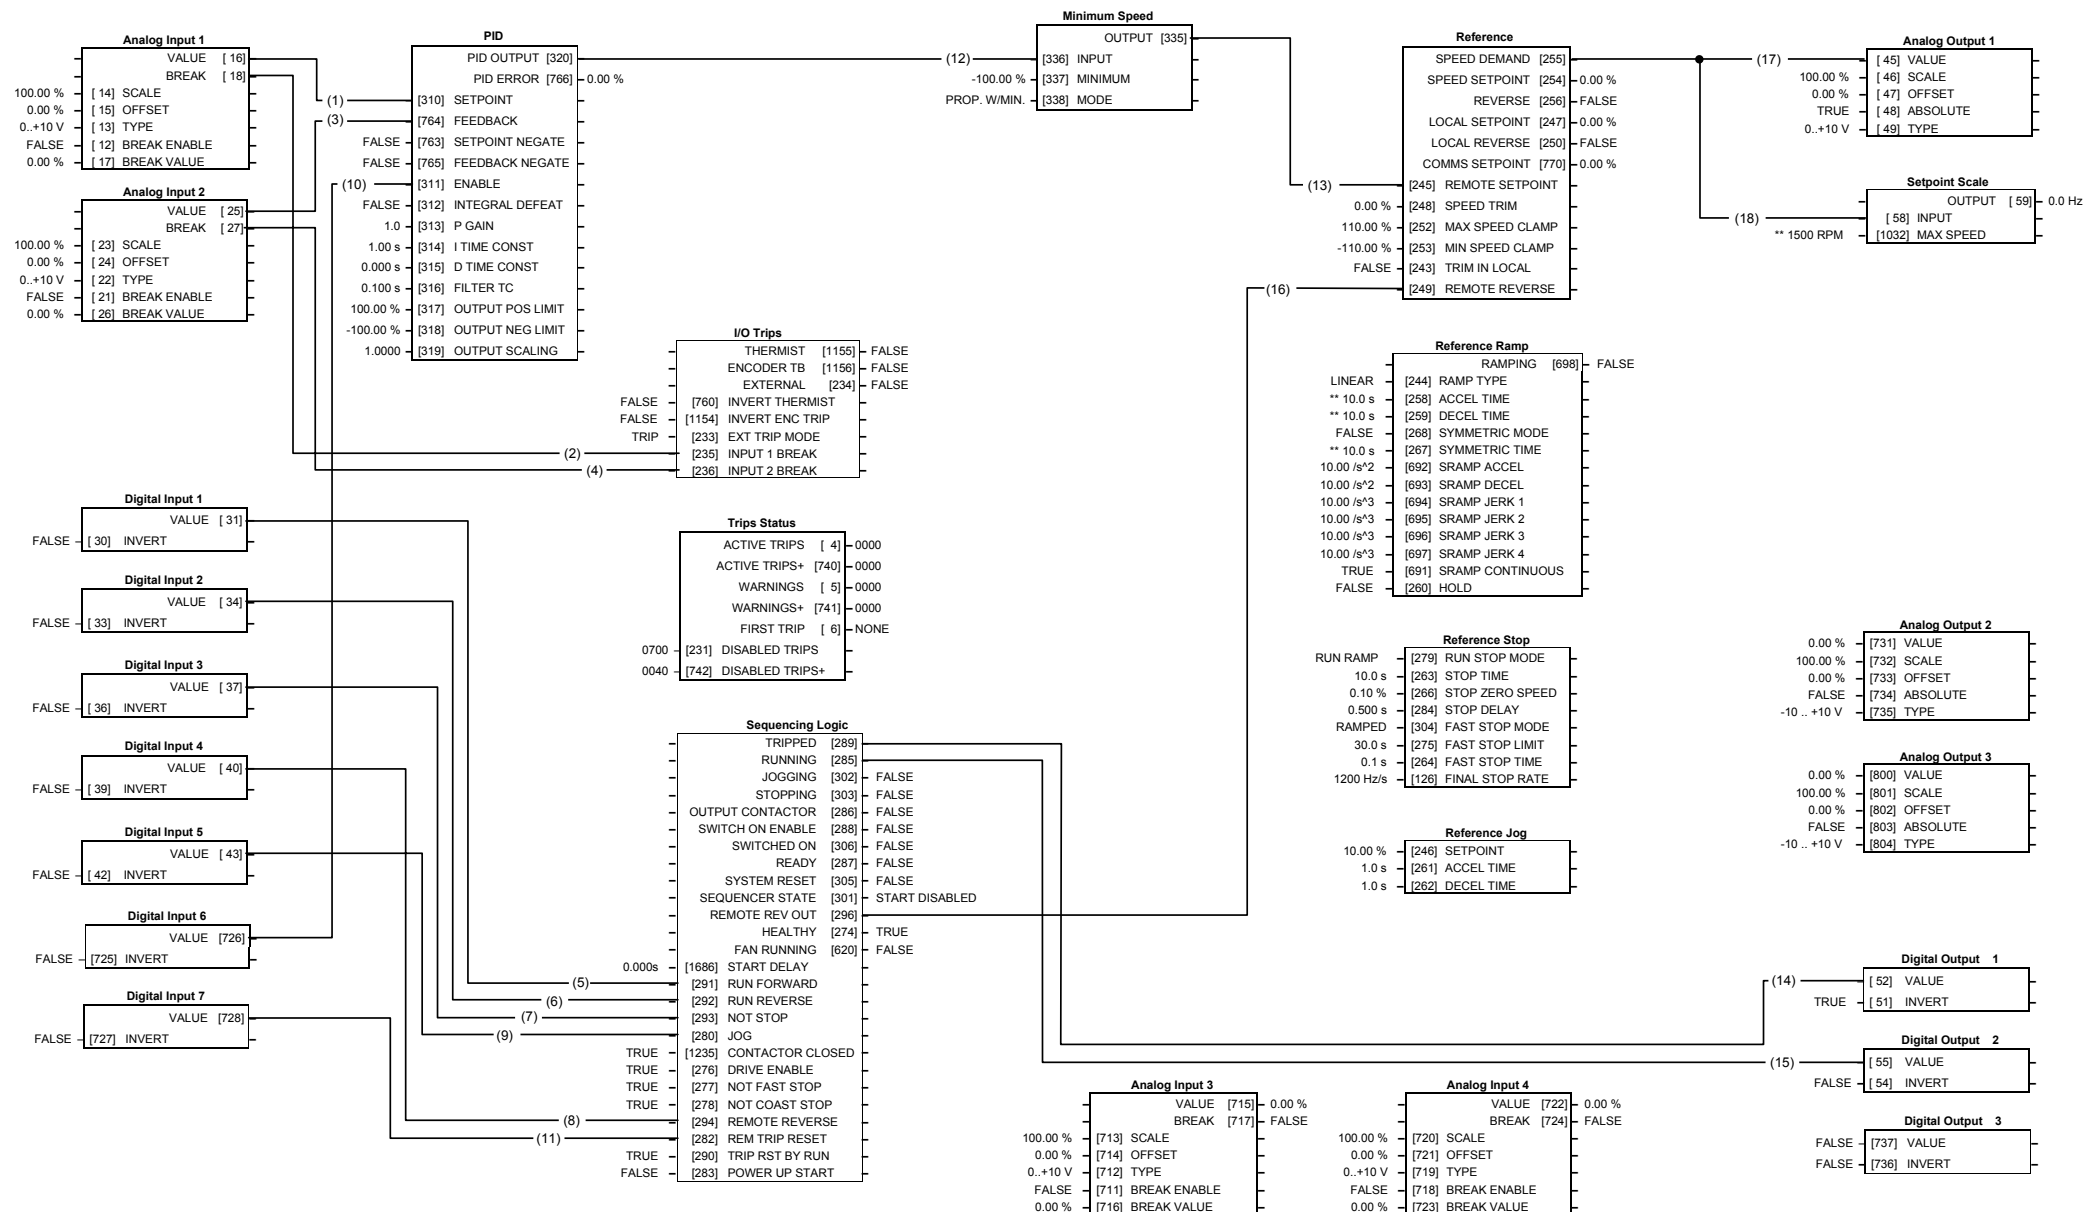 Analog Input 1
VALUE [ 16]
BREAK [ 18]
100.00 % [ 14] SCALE
0.00 % [ 15] OFFSET
0..+10 V [ 13] TYPE
FALSE [ 12] BREAK ENABLE
0.00 % [ 17] BREAK VALUE
Analog Input 2
VALUE [ 25]
BREAK [ 27]
100.00 % [ 23] SCALE
0.00 % [ 24] OFFSET
0..+10 V [ 22] TYPE
FALSE [ 21] BREAK ENABLE
0.00 % [ 26] BREAK VALUE
Digital Input 1
VALUE [ 31]
FALSE [ 30] INVERT
Digital Input 2
VALUE [ 34]
FALSE [ 33] INVERT
Digital Input 3
VALUE [ 37]
FALSE [ 36] INVERT
Digital Input 4
VALUE [ 40]
FALSE [ 39] INVERT
Digital Input 5
VALUE [ 43]
FALSE [ 42] INVERT
Digital Input 6
VALUE [726]
FALSE [725] INVERT
Digital Input 7
VALUE [728]
FALSE [727] INVERT
PID
PID OUTPUT [320]
PID ERROR [766] 0.00 %
(1) [310] SETPOINT
(3) [764] FEEDBACK
FALSE [763] SETPOINT NEGATE
FALSE [765] FEEDBACK NEGATE
(10) [311] ENABLE
FALSE [312] INTEGRAL DEFEAT
1.0 [313] P GAIN
1.00 s [314] I TIME CONST
0.000 s [315] D TIME CONST
0.100 s [316] FILTER TC
100.00 % [317] OUTPUT POS LIMIT
-100.00 % [318] OUTPUT NEG LIMIT
1.0000 [319] OUTPUT SCALING
I/O Trips
THERMIST [1155] FALSE
ENCODER TB [1156] FALSE
EXTERNAL [234] FALSE
FALSE [760] INVERT THERMIST
FALSE [1154] INVERT ENC TRIP
TRIP [233] EXT TRIP MODE
(2) [235] INPUT 1 BREAK
(4) [236] INPUT 2 BREAK
Trips Status
ACTIVE TRIPS [ 4] 0000
ACTIVE TRIPS+ [740] 0000
WARNINGS [ 5] 0000
WARNINGS+ [741] 0000
FIRST TRIP [ 6] NONE
0700 [231] DISABLED TRIPS
0040 [742] DISABLED TRIPS+
Sequencing Logic
TRIPPED [289]
RUNNING [285]
JOGGING [302] FALSE
STOPPING [303] FALSE
OUTPUT CONTACTOR [286] FALSE
SWITCH ON ENABLE [288] FALSE
SWITCHED ON [306] FALSE
READY [287] FALSE
SYSTEM RESET [305] FALSE
SEQUENCER STATE [301] START DISABLED
REMOTE REV OUT [296]
HEALTHY [274] TRUE
FAN RUNNING [620] FALSE
0.000s [1686] START DELAY
(5) [291] RUN FORWARD
(6) [292] RUN REVERSE
(7) [293] NOT STOP
(9) [280] JOG
TRUE [1235] CONTACTOR CLOSED
TRUE [276] DRIVE ENABLE
TRUE [277] NOT FAST STOP
TRUE [278] NOT COAST STOP
(8) [294] REMOTE REVERSE
(11) [282] REM TRIP RESET
TRUE [290] TRIP RST BY RUN
FALSE [283] POWER UP START
Minimum Speed
OUTPUT [335]
(12) [336] INPUT
-100.00 % [337] MINIMUM
PROP. W/MIN. [338] MODE
Reference
SPEED DEMAND [255]
SPEED SETPOINT [254] 0.00 %
REVERSE [256] FALSE
LOCAL SETPOINT [247] 0.00 %
LOCAL REVERSE [250] FALSE
COMMS SETPOINT [770] 0.00 %
(13) [245] REMOTE SETPOINT
0.00 % [248] SPEED TRIM
110.00 % [252] MAX SPEED CLAMP
-110.00 % [253] MIN SPEED CLAMP
FALSE [243] TRIM IN LOCAL
(16) [249] REMOTE REVERSE
Reference Ramp
RAMPING [698] FALSE
LINEAR [244] RAMP TYPE
** 10.0 s [258] ACCEL TIME
** 10.0 s [259] DECEL TIME
FALSE [268] SYMMETRIC MODE
** 10.0 s [267] SYMMETRIC TIME
10.00 /s^2 [692] SRAMP ACCEL
10.00 /s^2 [693] SRAMP DECEL
10.00 /s^3 [694] SRAMP JERK 1
10.00 /s^3 [695] SRAMP JERK 2
10.00 /s^3 [696] SRAMP JERK 3
10.00 /s^3 [697] SRAMP JERK 4
TRUE [691] SRAMP CONTINUOUS
FALSE [260] HOLD
Reference Stop
RUN RAMP [279] RUN STOP MODE
10.0 s [263] STOP TIME
0.10 % [266] STOP ZERO SPEED
0.500 s [284] STOP DELAY
RAMPED [304] FAST STOP MODE
30.0 s [275] FAST STOP LIMIT
0.1 s [264] FAST STOP TIME
1200 Hz/s [126] FINAL STOP RATE
Reference Jog
10.00 % [246] SETPOINT
1.0 s [261] ACCEL TIME
1.0 s [262] DECEL TIME
Analog Input 3
VALUE [715] 0.00 %
BREAK [717] FALSE
100.00 % [713] SCALE
0.00 % [714] OFFSET
0..+10 V [712] TYPE
FALSE [711] BREAK ENABLE
0.00 % [716] BREAK VALUE
Analog Input 4
VALUE [722] 0.00 %
BREAK [724] FALSE
100.00 % [720] SCALE
0.00 % [721] OFFSET
0..+10 V [719] TYPE
FALSE [718] BREAK ENABLE
0.00 % [723] BREAK VALUE
Analog Output 1
(17) [ 45] VALUE
100.00 % [ 46] SCALE
0.00 % [ 47] OFFSET
TRUE [ 48] ABSOLUTE
0..+10 V [ 49] TYPE
Setpoint Scale
OUTPUT [ 59] 0.0 Hz
(18) [ 58] INPUT
** 1500 RPM [1032] MAX SPEED
Analog Output 2
0.00 % [731] VALUE
100.00 % [732] SCALE
0.00 % [733] OFFSET
FALSE [734] ABSOLUTE
-10 .. +10 V [735] TYPE
Analog Output 3
0.00 % [800] VALUE
100.00 % [801] SCALE
0.00 % [802] OFFSET
FALSE [803] ABSOLUTE
-10 .. +10 V [804] TYPE
Digital Output 1
(14) [ 52] VALUE
TRUE [ 51] INVERT
Digital Output 2
(15) [ 55] VALUE
FALSE [ 54] INVERT
Digital Output 3
FALSE [737] VALUE
FALSE [736] INVERT